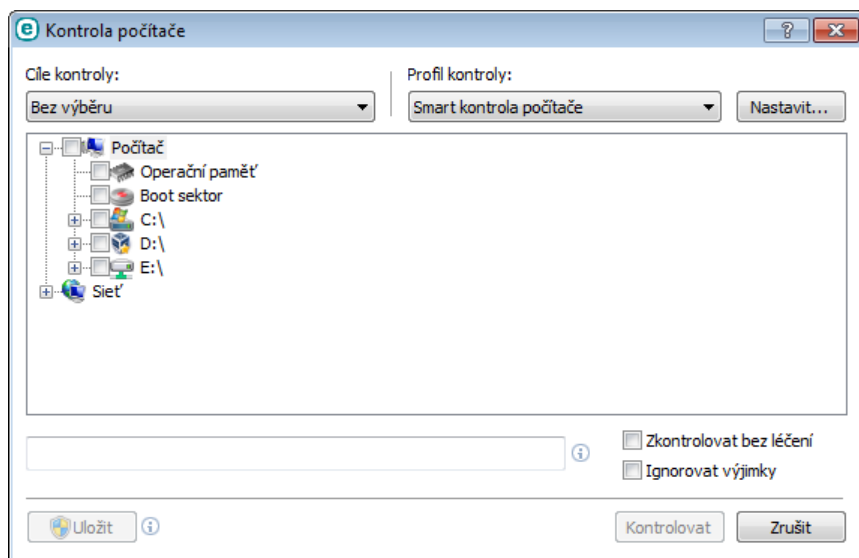 Kontrola počítače
Cíle kontroly:
Profil kontroly:
Bez výběru
Smart kontrola počítače
Nastavit...
Počítač
Operační paměť
Boot sektor
C:\
D:\
E:\
Sieť
Zkontrolovat bez léčení
Ignorovat výjimky
Uložit
Kontrolovat
Zrušit